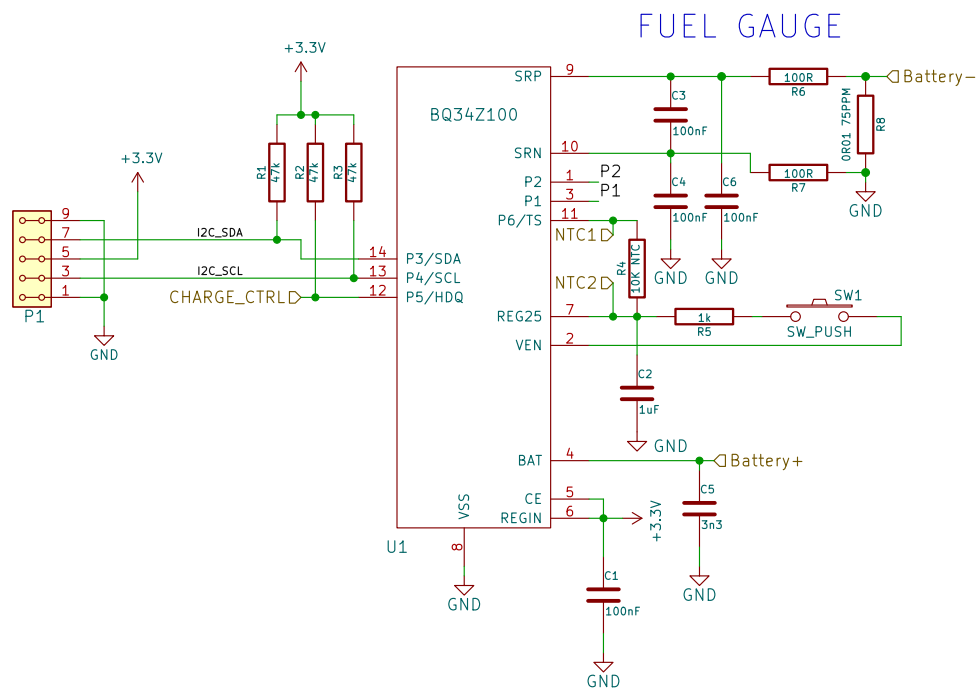 FUEL GAUGE
+3.3V
SRP 9
100R
R6
Battery-
BQ34Z100
C3
100nF
0R01 75PPM
R8
R1
47k
R2
47k
R3
47k
SRN 10
100R
R7
+3.3V
P2 1 P2
P1 3 P1
C4
100nF
C6
100nF
GND
P6/TS 11
NTC1
9
7
5
3
1
P1
I2C_SDA
I2C_SCL
CHARGE_CTRL
14 P3/SDA
13 P4/SCL
12 P5/HDQ
R4
10K NTC
GND
GND
NTC2
REG25 7
1k
R5
SW1
SW_PUSH
VEN 2
GND
C2
1uF
GND
BAT 4
Battery+
C5
3n3
CE 5
REGIN 6
+3.3V
VSS
8
U1
GND
C1
100nF
GND
GND